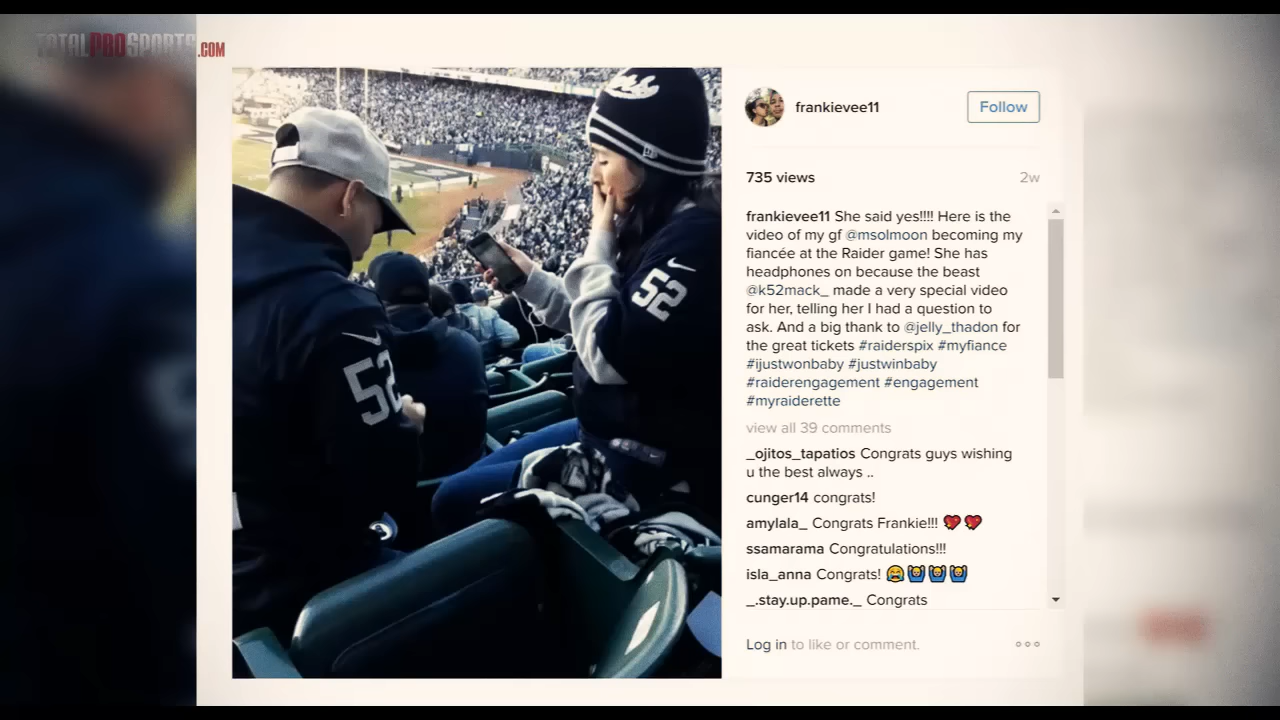 TOTALPROSPORTS.COM
frankievee11
Follow
735 views
2w
frankievee11 She said yes!!!! Here is the
video of my gf @msolmoon becoming my
fiancée at the Raider game! She has
headphones on because the beast
@k52mack_ made a very special video
for her, telling her I had a question to
ask. And a big thank to @jelly_thadon for
the great tickets #raiderspix #myfiance
#ijustwonbaby #justwinbaby
#raiderengagement #engagement
#myraiderette
view all 39 comments
_ojitos_tapatios Congrats guys wishing
u the best always ..
cunger14 congrats!
amylala_ Congrats Frankie!!! 💘💘
ssamarama Congratulations!!!
isla_anna Congrats! 😭🙆🙆🙆
_.stay.up.pame._ Congrats
Log in to like or comment.
52
52